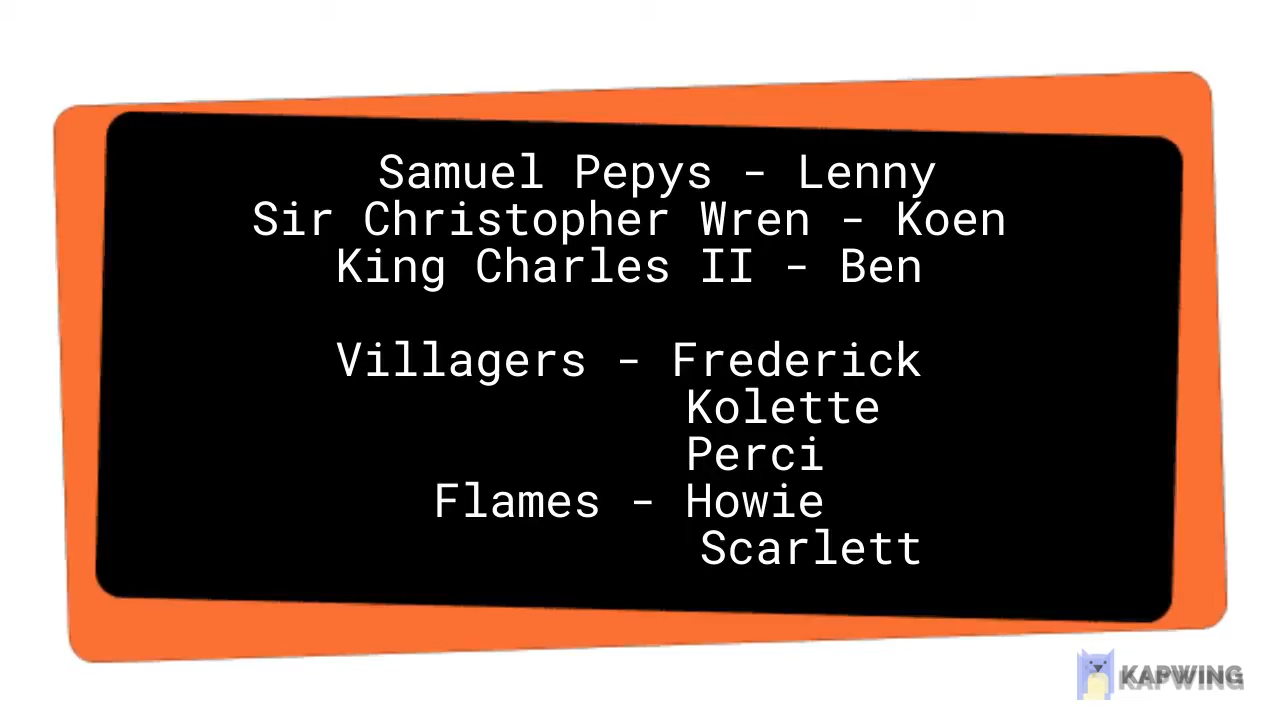 Samuel Pepys - Lenny
Sir Christopher Wren - Koen
King Charles II - Ben
Villagers - Frederick
Kolette
Perci
Flames - Howie
Scarlett
KAPWING